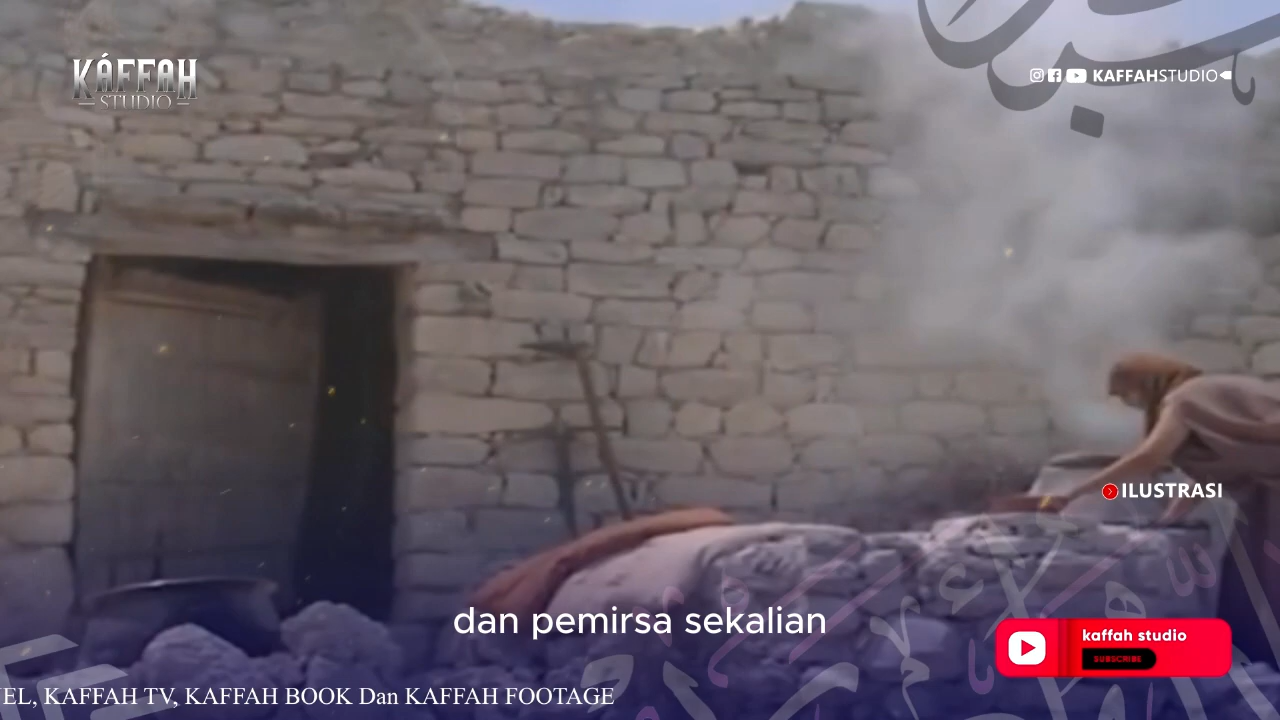 KÁFFAH
STUDIO
KAFFAHSTUDIO
ILUSTRASI
dan pemirsa sekalian
kaffah studio
SUBSCRIBE
EL, KAFFAH TV, KAFFAH BOOK Dan KAFFAH FOOTAGE